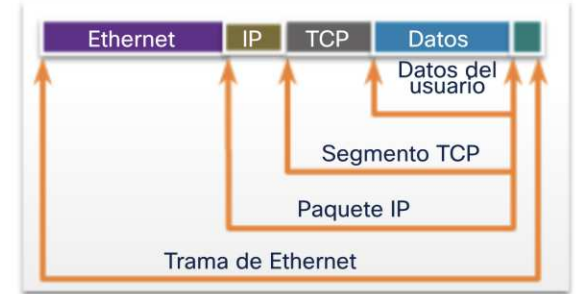 Ethernet IP TCP Datos
Datos del
usuario
Segmento TCP
Paquete IP
Trama de Ethernet